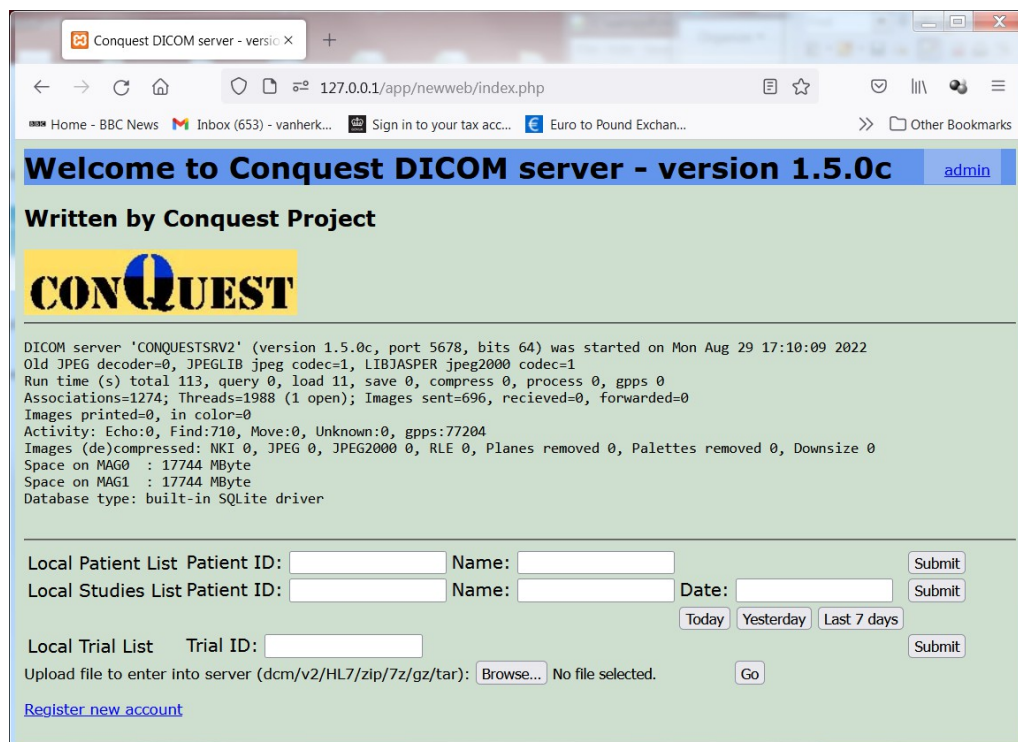 Conquest DICOM server - versio
127.0.0.1/app/newweb/index.php
Home - BBC News Inbox (653) - vanherk... Sign in to your tax acc... Euro to Pound Exchan... Other Bookmarks
Welcome to Conquest DICOM server - version 1.5.0c admin
Written by Conquest Project
CONQUEST
DICOM server 'CONQUESTSRV2' (version 1.5.0c, port 5678, bits 64) was started on Mon Aug 29 17:10:09 2022
Old JPEG decoder=0, JPEGLIB jpeg codec=1, LIBJASPER jpeg2000 codec=1
Run time (s) total 113, query 0, load 11, save 0, compress 0, process 0, gpps 0
Associations=1274; Threads=1988 (1 open); Images sent=696, recieved=0, forwarded=0
Images printed=0, in color=0
Activity: Echo:0, Find:710, Move:0, Unknown:0, gpps:77204
Images (de)compressed: NKI 0, JPEG 0, JPEG2000 0, RLE 0, Planes removed 0, Palettes removed 0, Downsize 0
Space on MAG0 : 17744 MByte
Space on MAG1 : 17744 MByte
Database type: built-in SQLite driver
Local Patient List Patient ID: Name: Submit
Local Studies List Patient ID: Name: Date: Submit
Today Yesterday Last 7 days
Local Trial List Trial ID: Submit
Upload file to enter into server (dcm/v2/HL7/zip/7z/gz/tar): Browse... No file selected. Go
Register new account